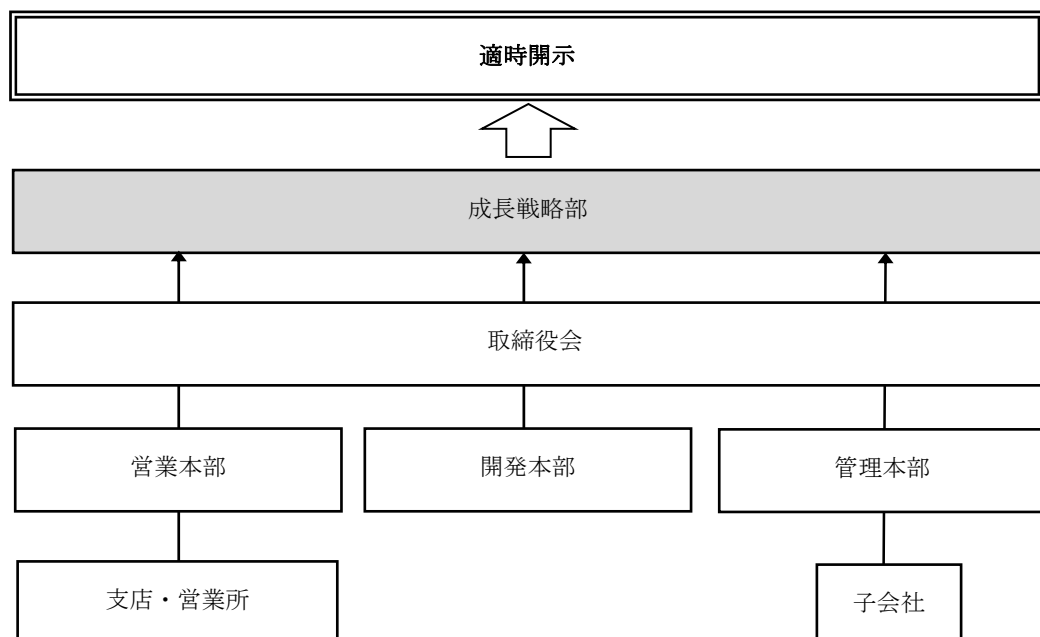 適時開示
成長戦略部
取締役会
営業本部
開発本部
管理本部
支店・営業所
子会社